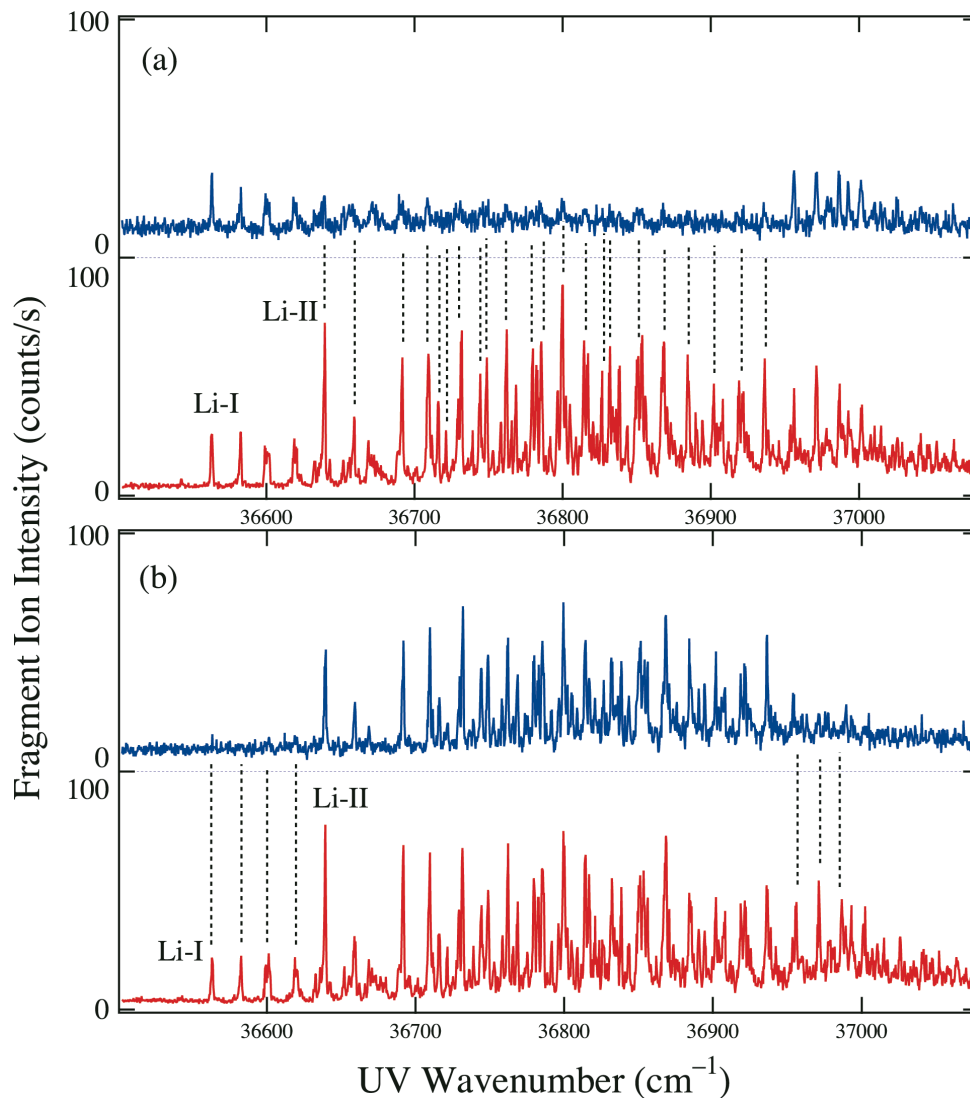 100
(a)
0
100
Li-II
Li-I
0
36600 36700 36800 36900 37000
100
(b)
0
100
Li-II
Li-I
0
36600 36700 36800 36900 37000
Fragment Ion Intensity (counts/s)
UV Wavenumber (cm⁻¹)